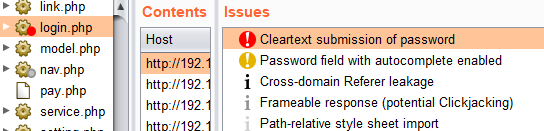 link.php
login.php
model.php
nav.php
pay.php
service.php
Contents
Host
http://192.1
http://192.1
http://192.1
http://192.1
Issues
Cleartext submission of password
Password field with autocomplete enabled
Cross-domain Referer leakage
Frameable response (potential Clickjacking)
Path-relative style sheet import